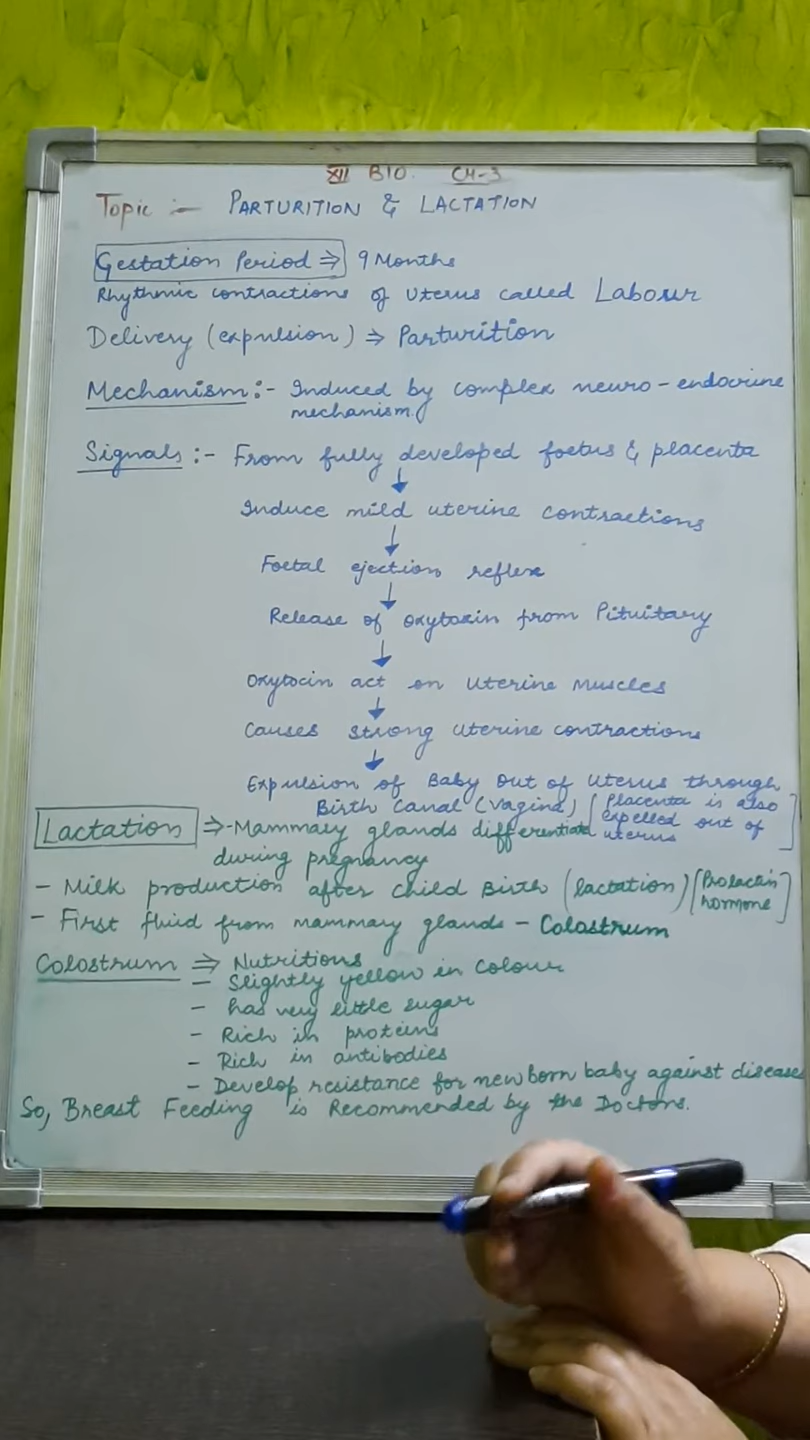 XII BIO. CH-3
Topic :- PARTURITION & LACTATION
Gestation Period ⇒ 9 Months
Rhythmic contractions of Uterus called Labour
Delivery (expulsion) ⇒ Parturition
Mechanism :- Induced by complex neuro-endocrine
mechanism.
Signals :- From fully developed foetus & placenta
↓
Induce mild uterine contractions
↓
Foetal ejection reflex
↓
Release of oxytoxin from Pituitary
↓
Oxytocin act on Uterine Muscles
↓
Causes strong Uterine contractions
↓
Expulsion of Baby out of Uterus through
Birth Canal (Vagina) [Placenta is also expelled out of uterus]
Lactation ⇒ - Mammary glands differentiate
during pregnancy
- Milk production after child Birth (lactation) [Prolactin hormone]
- First fluid from mammary glands - Colostrum
Colostrum ⇒ Nutritions
- Slightly yellow in colour
- has very little sugar
- Rich in proteins
- Rich in antibodies
- Develop resistance for new born baby against disease
So, Breast Feeding is Recommended by the Doctors.